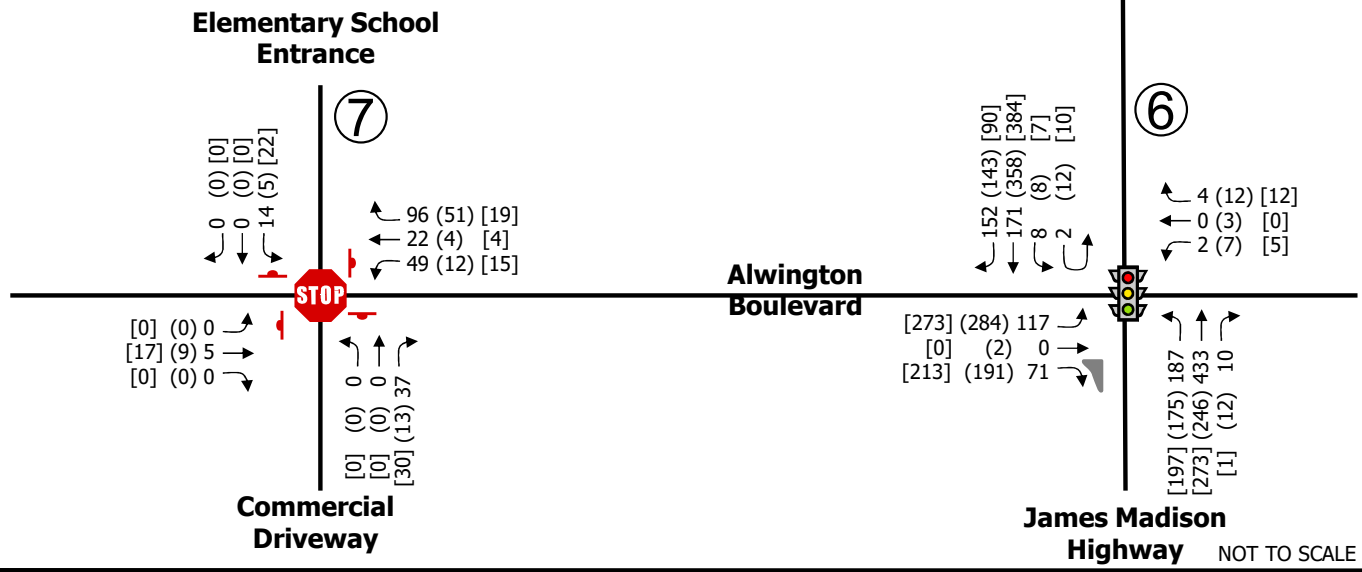 Elementary School
Entrance
7
0 (0) [0]
0 (0) [0]
14 (5) [22]
96 (51) [19]
22 (4) [4]
49 (12) [15]
STOP
[0] (0) 0
[17] (9) 5
[0] (0) 0
[0] (0) 0
[0] (0) 0
[30] (13) 37
Commercial
Driveway
Alwington
Boulevard
6
152 (143) [90]
171 (358) [384]
8 (8) [7]
2 (12) [10]
4 (12) [12]
0 (3) [0]
2 (7) [5]
[273] (284) 117
[0] (2) 0
[213] (191) 71
[197] (175) 187
[273] (246) 433
[1] (12) 10
James Madison
Highway
NOT TO SCALE